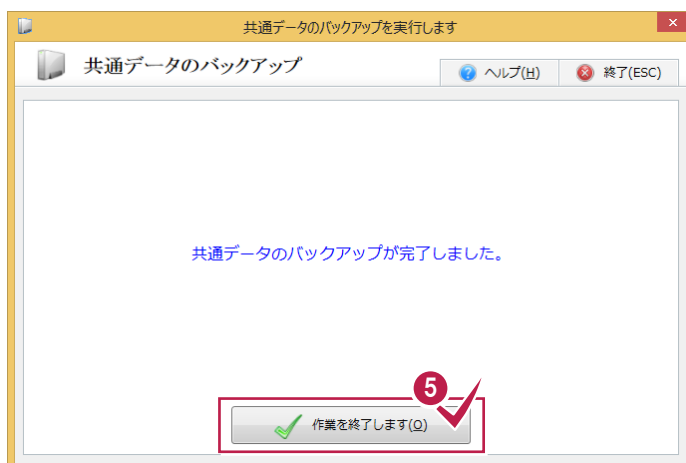 共通データのバックアップを実行します
×
共通データのバックアップ
ヘルプ(H)
終了(ESC)
共通データのバックアップが完了しました。
5
作業を終了します(O)